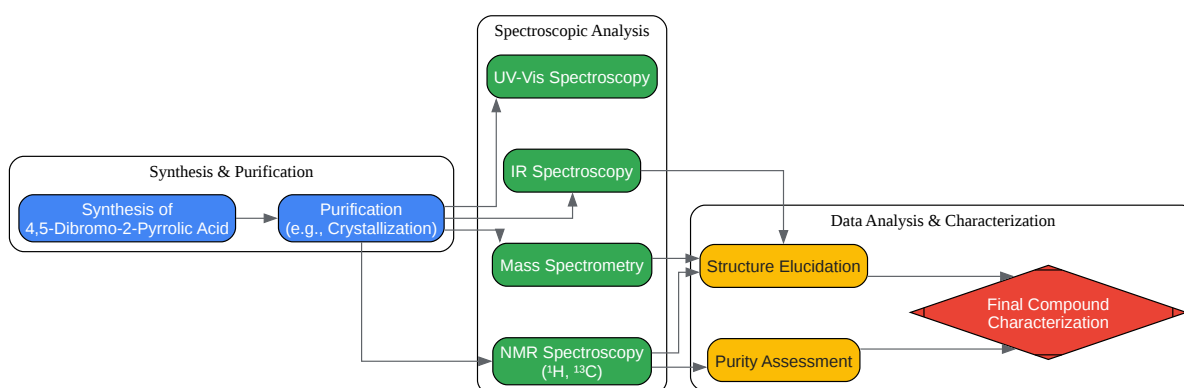 Spectroscopic Analysis
UV-Vis Spectroscopy
Synthesis & Purification
IR Spectroscopy
Synthesis of
4,5-Dibromo-2-Pyrrolic Acid
Purification
(e.g., Crystallization)
Data Analysis & Characterization
Mass Spectrometry
Structure Elucidation
Final Compound
Characterization
NMR Spectroscopy
(¹H, ¹³C)
Purity Assessment